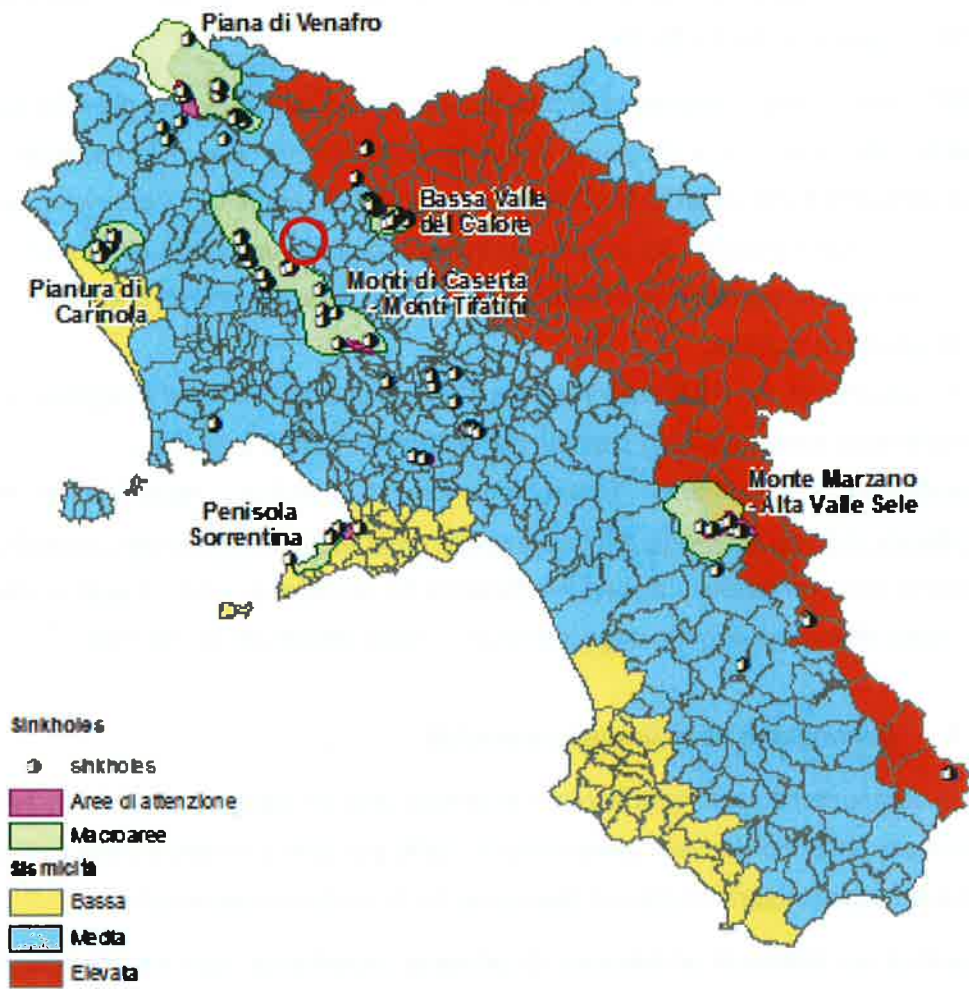 Piana di Venafro
Bassa Valle
del Calore
Pianura di
Carinola
Monti di Caserta
- Monti Tifatini
Penisola
Sorrentina
Monte Marzano
- Alta Valle Sele
Sinkholes
sinkholes
Aree di attenzione
Macroaree
Sismicità
Bassa
Media
Elevata